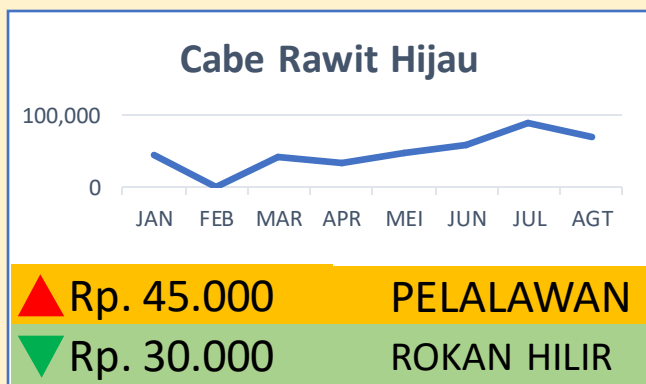 Cabe Rawit Hijau
100,000
0
JAN FEB MAR APR MEI JUN JUL AGT
Rp. 45.000 PELALAWAN
Rp. 30.000 ROKAN HILIR